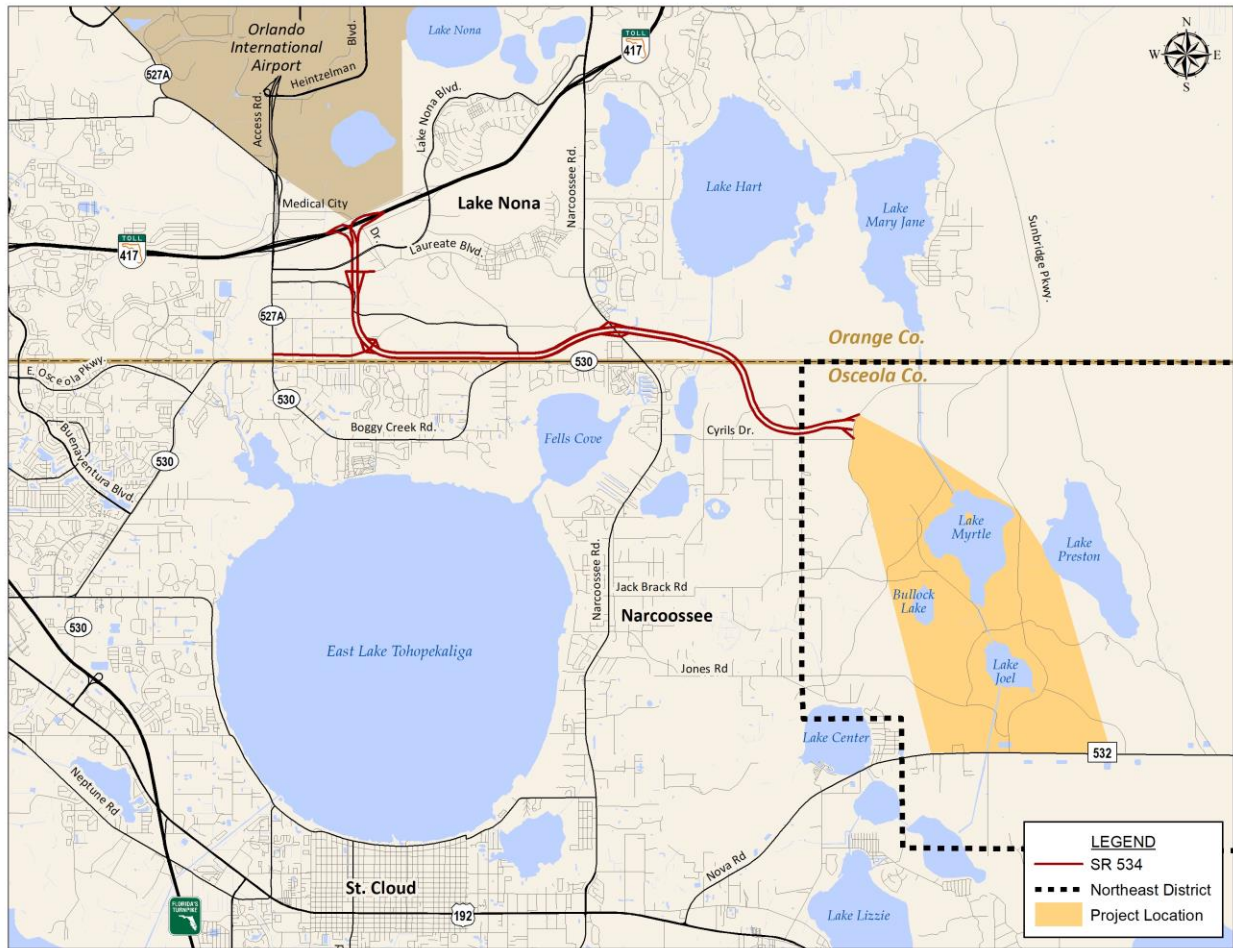 Orlando
International
Airport
Blvd.
Heintzelman
Access Rd.
527A
Lake Nona
TOLL
417
N
W
E
S
Lake Nona Blvd.
Narcoossee Rd.
Lake Hart
Lake
Mary Jane
Sunbridge Pkwy.
Medical City
Dr.
Lake Nona
Laureate Blvd.
TOLL
417
527A
Orange Co.
530
Osceola Co.
E. Osceola Pkwy
530
Boggy Creek Rd.
Fells Cove
Cyrils Dr.
Buenaventura Blvd.
530
Lake
Myrtle
Lake
Preston
Bullock
Lake
Narcoossee Rd.
Jack Brack Rd
Narcoossee
530
East Lake Tohopekaliga
Jones Rd
Lake
Joel
Lake Center
532
Neptune Rd
Nova Rd
St. Cloud
192
FLORIDA'S
TURNPIKE
Lake Lizzie
LEGEND
SR 534
Northeast District
Project Location